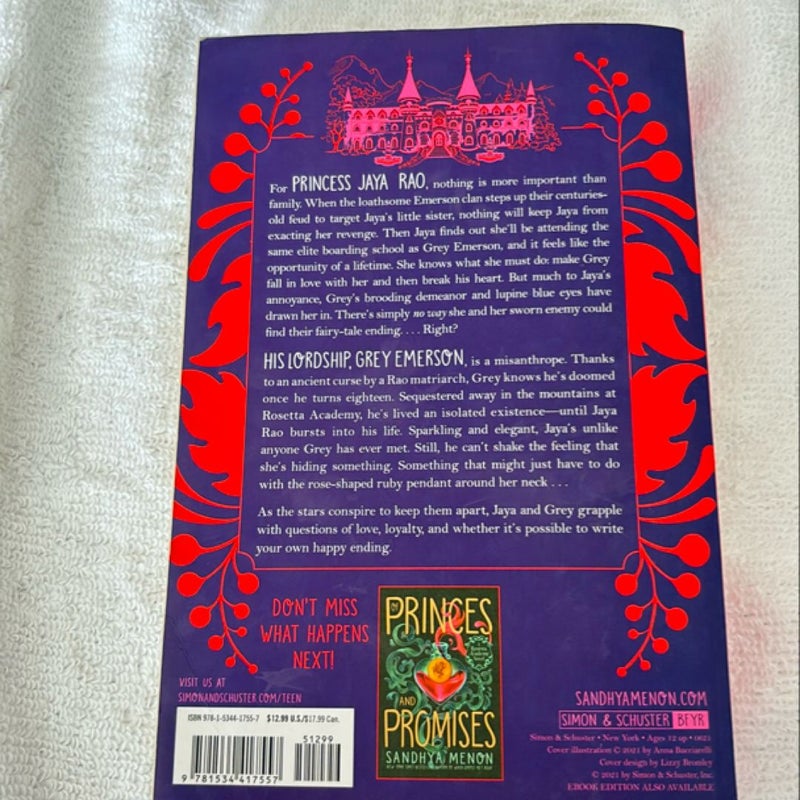 For PRINCESS JAYA RAO, nothing is more important than
family. When the loathsome Emerson clan steps up their centuries-
old feud to target Jaya's little sister, nothing will keep Jaya from
exacting her revenge. Then Jaya finds out she'll be attending the
same elite boarding school as Grey Emerson, and it feels like the
opportunity of a lifetime. She knows what she must do: make Grey
fall in love with her and then break his heart. But much to Jaya's
annoyance, Grey's brooding demeanor and lupine blue eyes have
drawn her in. There's simply no way she and her sworn enemy could
find their fairy-tale ending. . . . Right?
HIS LORDSHIP, GREY EMERSON, is a misanthrope. Thanks
to an ancient curse by a Rao matriarch, Grey knows he's doomed
once he turns eighteen. Sequestered away in the mountains at
Rosetta Academy, he's lived an isolated existence—until Jaya
Rao bursts into his life. Sparkling and elegant, Jaya's unlike
anyone Grey has ever met. Still, he can't shake the feeling that
she's hiding something. Something that might just have to do
with the rose-shaped ruby pendant around her neck . . .
As the stars conspire to keep them apart, Jaya and Grey grapple
with questions of love, loyalty, and whether it's possible to write
your own happy ending.
DON'T MISS
WHAT HAPPENS
NEXT!
OF
PRINCES
AND
PROMISES
SANDHYA MENON
VISIT US AT
SIMONANDSCHUSTER.COM/TEEN
ISBN 978-1-5344-1755-7 $12.99 U.S./$17.99 Can.
51299
9 781534 417557
SANDHYAMENON.COM
SIMON & SCHUSTER BFYR
Simon & Schuster • New York • Ages 12 up • 0621
Cover illustration © 2021 by Anna Bucciarelli
Cover design by Lizzy Bromley
© 2021 by Simon & Schuster, Inc.
EBOOK EDITION ALSO AVAILABLE